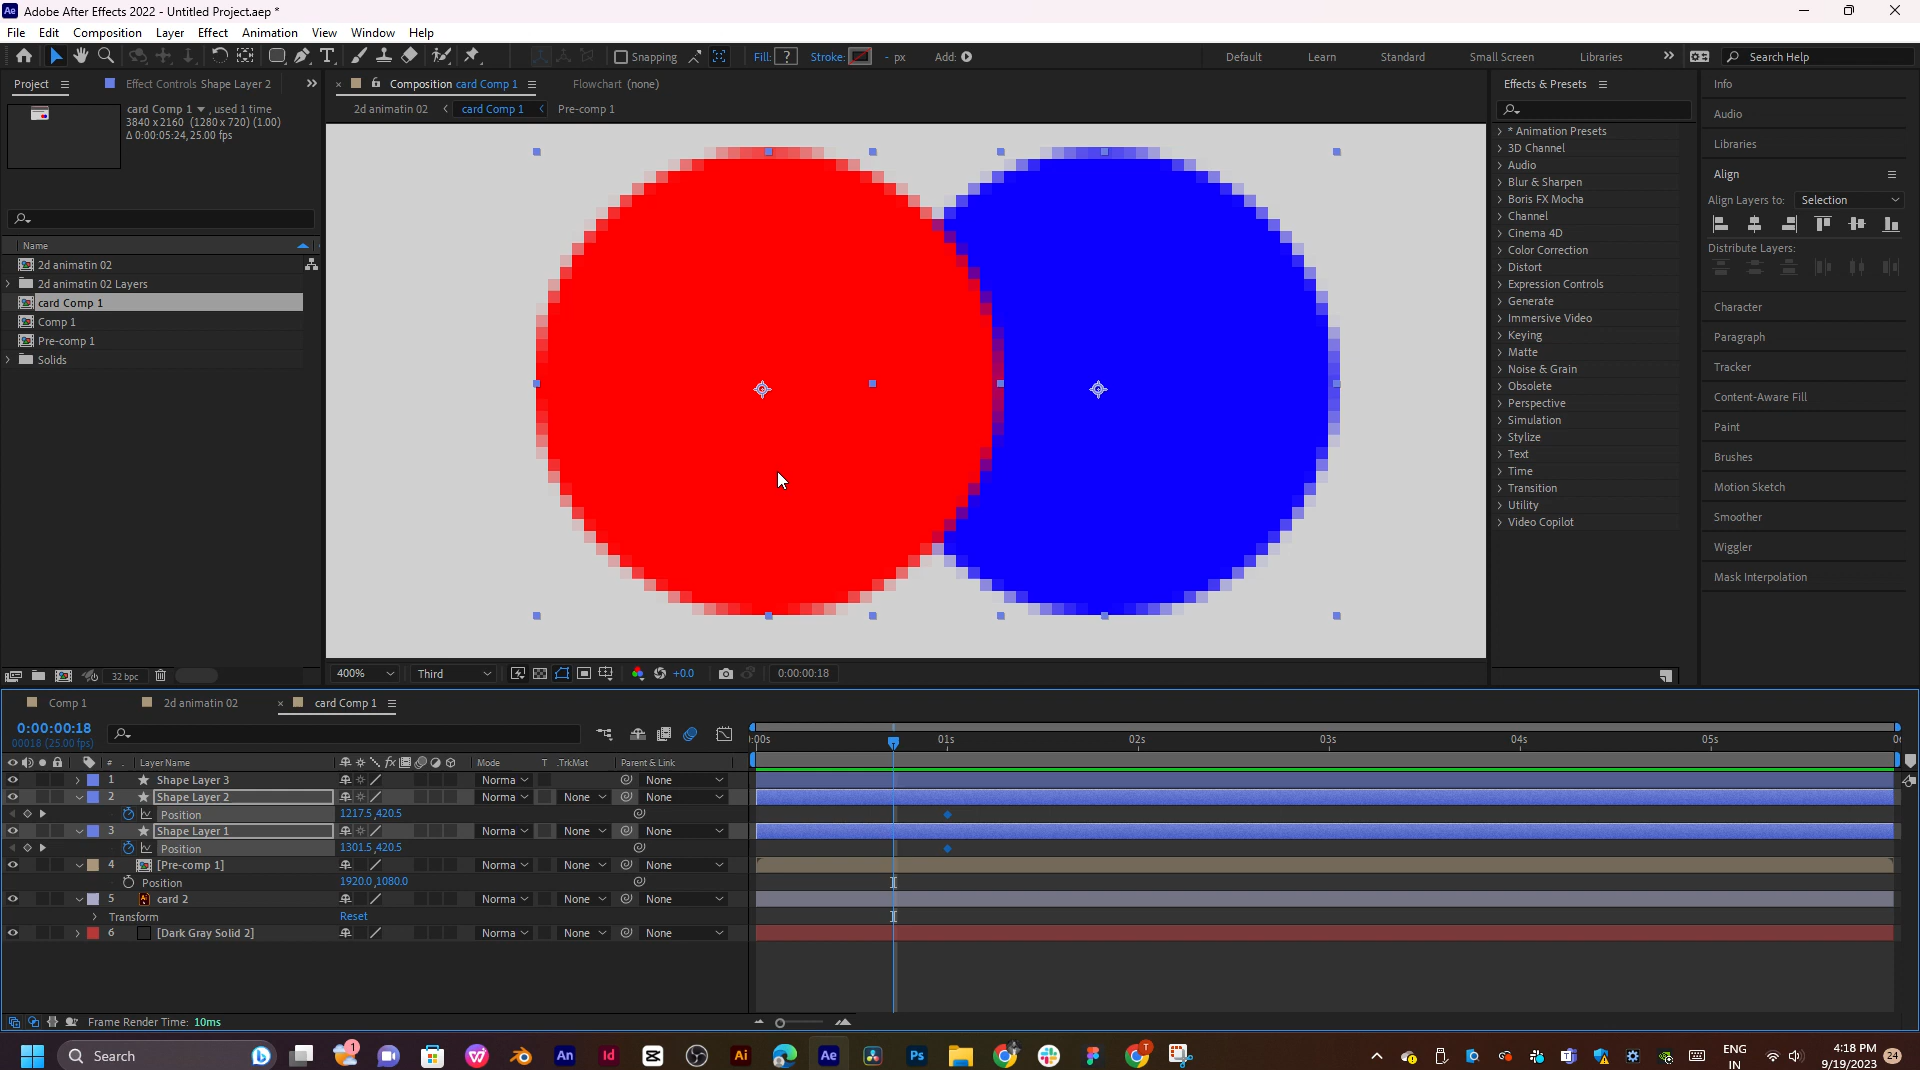 Adobe After Effects 2022 - Untitled Project.aep *
File Edit Composition Layer Effect Animation View Window Help
Snapping Fill: ? Stroke: - px Add: Default Learn Standard Small Screen Libraries Search Help
Project Effect Controls Shape Layer 2 Composition card Comp 1 Flowchart (none) Effects & Presets Info
card Comp 1 , used 1 time
3840 x 2160 (1280 x 720) (1.00)
Δ 0:00:05:24, 25.00 fps
2d animatin 02 card Comp 1 Pre-comp 1
Name
2d animatin 02
2d animatin 02 Layers
card Comp 1
Comp 1
Pre-comp 1
Solids
32 bpc
400% Third +0.0 0:00:00:18
* Animation Presets
3D Channel
Audio
Blur & Sharpen
Boris FX Mocha
Channel
Cinema 4D
Color Correction
Distort
Expression Controls
Generate
Immersive Video
Keying
Matte
Noise & Grain
Obsolete
Perspective
Simulation
Stylize
Text
Time
Transition
Utility
Video Copilot
Audio
Libraries
Align
Align Layers to: Selection
Distribute Layers:
Character
Paragraph
Tracker
Content-Aware Fill
Paint
Brushes
Motion Sketch
Smoother
Wiggler
Mask Interpolation
Comp 1 2d animatin 02 card Comp 1
0:00:00:18
00018 (25.00 fps)
:00s 01s 02s 03s 04s 05s
# Layer Name Mode T .TrkMat Parent & Link
1 Shape Layer 3 Norma None
2 Shape Layer 2 Norma None None
Position 1217.5,420.5
3 Shape Layer 1 Norma None None
Position 1301.5,420.5
4 [Pre-comp 1] Norma None None
Position 1920.0,1080.0
5 card 2 Norma None None
Transform Reset
6 [Dark Gray Solid 2] Norma None None
Frame Render Time: 10ms
Search
ENG
IN
4:18 PM
9/19/2023
24